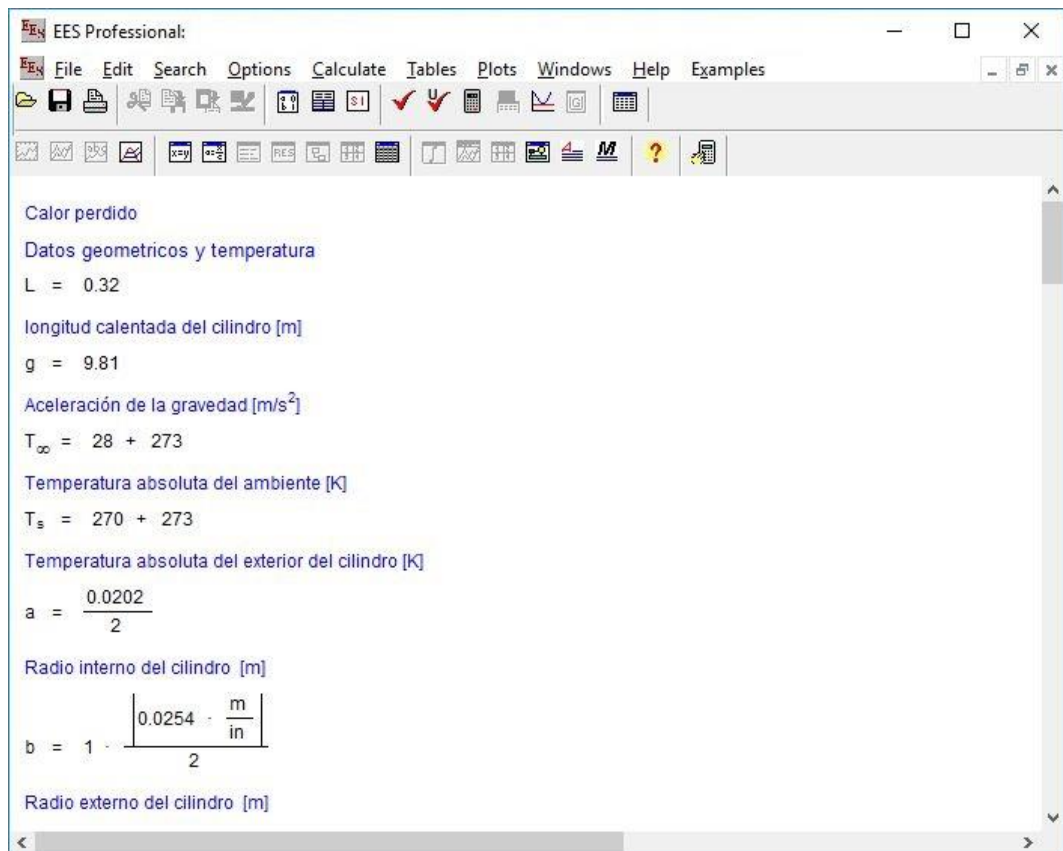 EES Professional:
File Edit Search Options Calculate Tables Plots Windows Help Examples
Calor perdido
Datos geometricos y temperatura
L = 0.32
longitud calentada del cilindro [m]
g = 9.81
Aceleración de la gravedad [m/s²]
T∞ = 28 + 273
Temperatura absoluta del ambiente [K]
Tₛ = 270 + 273
Temperatura absoluta del exterior del cilindro [K]
a = 0.0202 / 2
Radio interno del cilindro [m]
b = 1 · |0.0254 · m/in| / 2
Radio externo del cilindro [m]